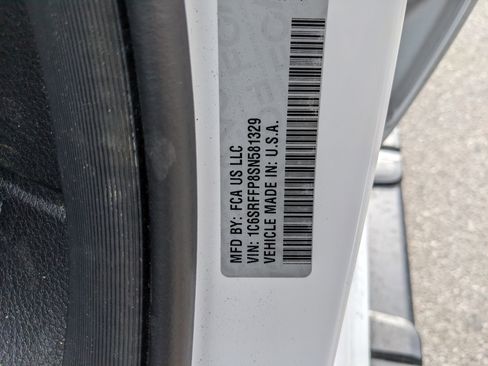 MFD BY: FCA US LLC
VIN: 1C6SRFFP8SN581329
VEHICLE MADE IN: U.S.A.